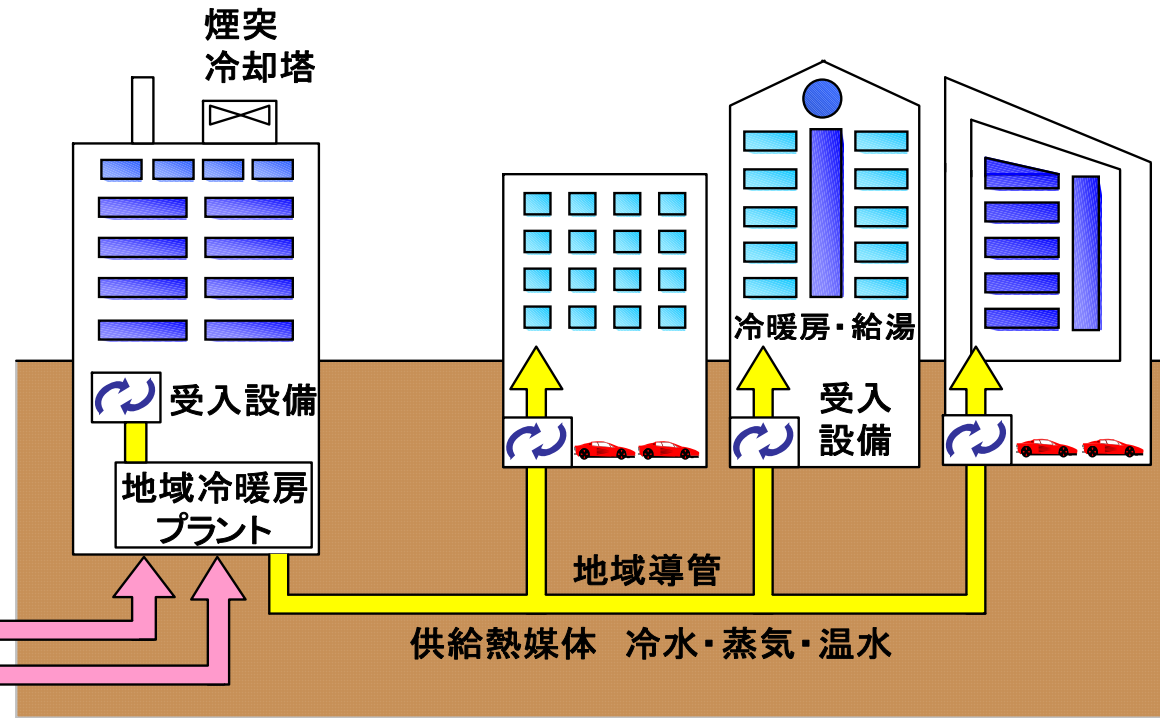 煙突
冷却塔
冷暖房・給湯
受入設備
受入
設備
地域冷暖房
プラント
地域導管
供給熱媒体　冷水・蒸気・温水